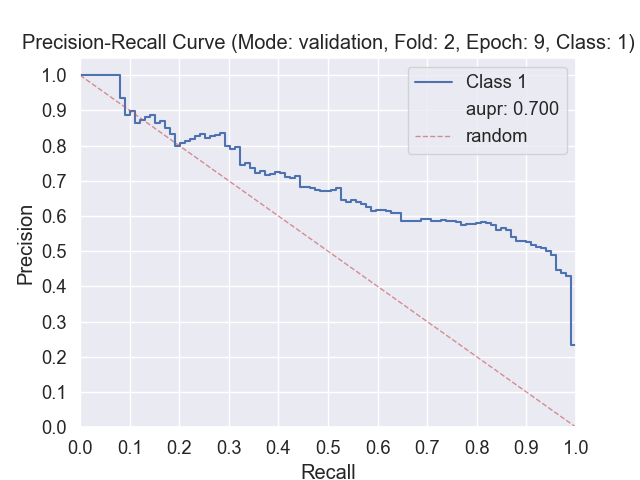 Precision-Recall Curve (Mode: validation, Fold: 2, Epoch: 9, Class: 1)
1.0
0.9
0.8
0.7
0.6
0.5
0.4
0.3
0.2
0.1
0.0
Precision
Class 1
aupr: 0.700
random
0.0 0.1 0.2 0.3 0.4 0.5 0.6 0.7 0.8 0.9 1.0
Recall